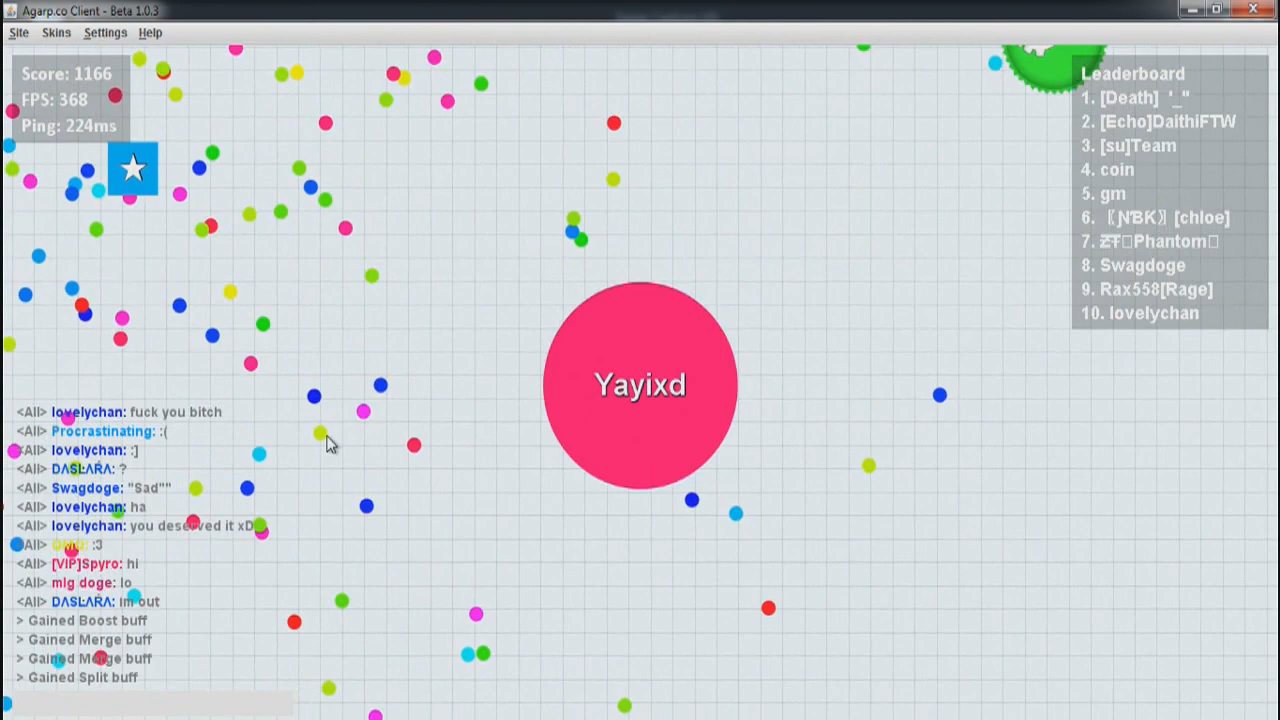 Agarp.co Client - Beta 1.0.3
Site Skins Settings Help
Score: 1166
FPS: 368
Ping: 224ms
Leaderboard
1. [Death] '_"
2. [Echo]DaithiFTW
3. [su]Team
4. coin
5. gm
6. [chloe]
7. Phantom
8. Swagdoge
9. Rax558[Rage]
10. lovelychan
Yayixd
<All> lovelychan: fuck you bitch
<All> Procrastinating: :(
<All> lovelychan: :]
<All> DΛSŁΛŘΛ: ?
<All> Swagdoge: "Sad""
<All> lovelychan: ha
<All> lovelychan: you deserved it xD
<All> OMQ: :3
<All> [VIP]Spyro: hi
<All> mlg doge: lo
<All> DΛSŁΛŘΛ: im out
> Gained Boost buff
> Gained Merge buff
> Gained Merge buff
> Gained Split buff